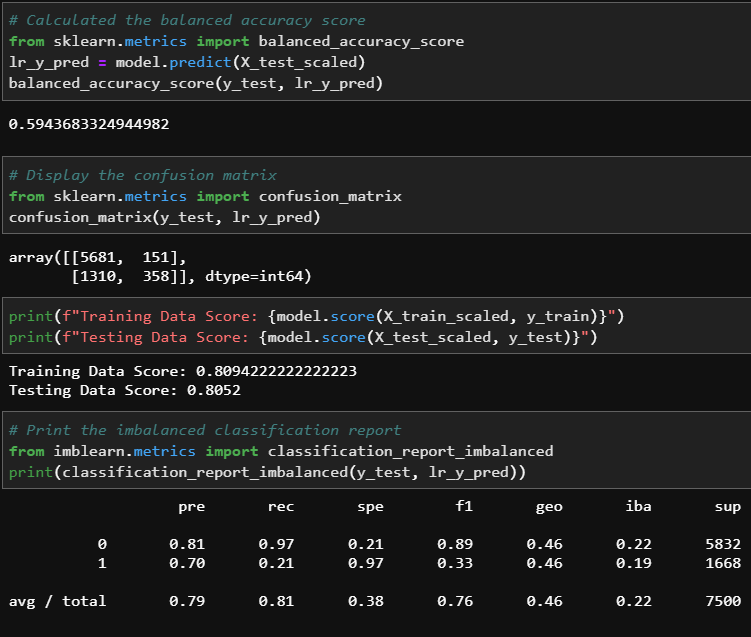 # Calculated the balanced accuracy score
from sklearn.metrics import balanced_accuracy_score
lr_y_pred = model.predict(X_test_scaled)
balanced_accuracy_score(y_test, lr_y_pred)
0.5943683324944982
# Display the confusion matrix
from sklearn.metrics import confusion_matrix
confusion_matrix(y_test, lr_y_pred)
array([[5681,  151],
       [1310,  358]], dtype=int64)
print(f"Training Data Score: {model.score(X_train_scaled, y_train)}")
print(f"Testing Data Score: {model.score(X_test_scaled, y_test)}")
Training Data Score: 0.8094222222222223
Testing Data Score: 0.8052
# Print the imbalanced classification report
from imblearn.metrics import classification_report_imbalanced
print(classification_report_imbalanced(y_test, lr_y_pred))
                   pre       rec       spe        f1       geo       iba       sup
          0       0.81      0.97      0.21      0.89      0.46      0.22      5832
          1       0.70      0.21      0.97      0.33      0.46      0.19      1668
avg / total       0.79      0.81      0.38      0.76      0.46      0.22      7500